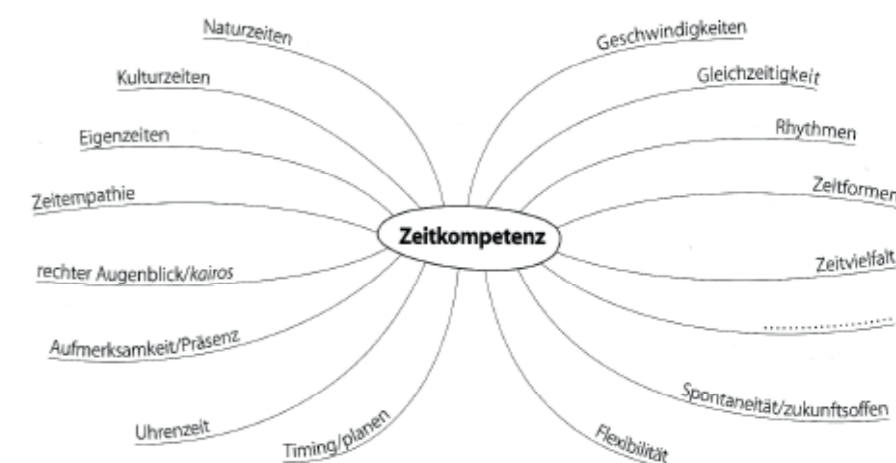 Naturzeiten
Kulturzeiten
Eigenzeiten
Zeitempathie
rechter Augenblick/kairos
Aufmerksamkeit/Präsenz
Uhrenzeit
Timing/planen
Zeitkompetenz
Geschwindigkeiten
Gleichzeitigkeit
Rhythmen
Zeitformen
Zeitvielfalt
....................
Spontaneität/zukunftsoffen
Flexibilität